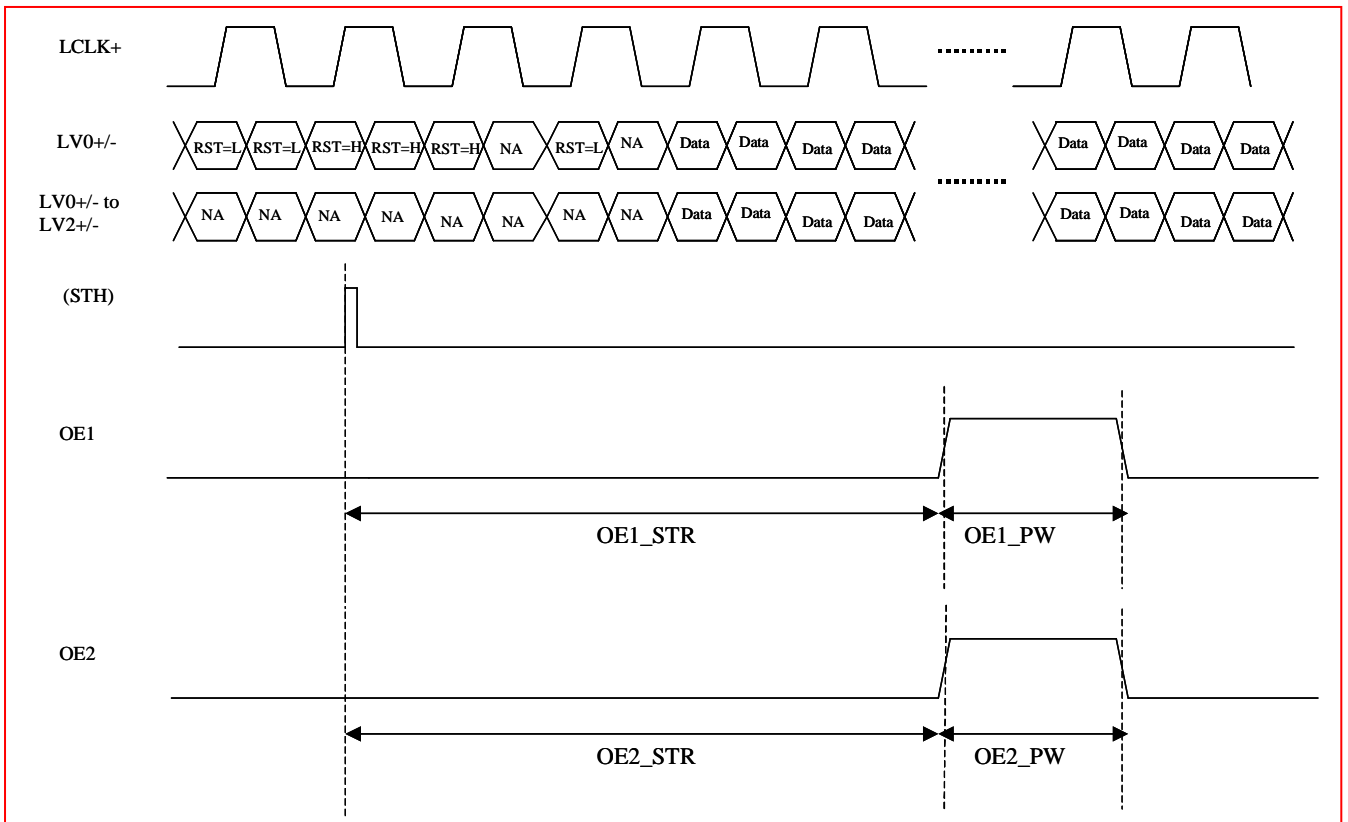 LCLK+
LV0+/- RST=L RST=L RST=H RST=H RST=H NA RST=L NA Data Data Data Data Data Data Data Data
LV0+/- to
LV2+/- NA NA NA NA NA NA NA NA Data Data Data Data Data Data Data Data
(STH)
OE1
OE1_STR OE1_PW
OE2
OE2_STR OE2_PW